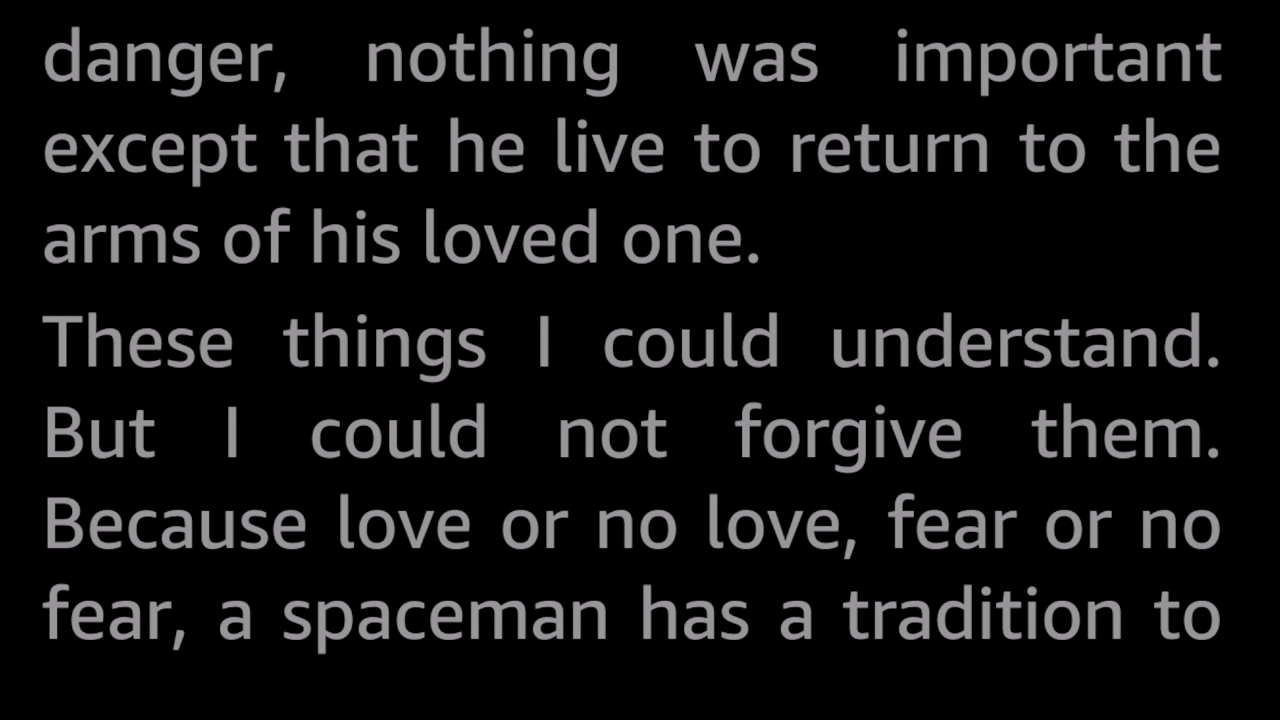 danger, nothing was important
except that he live to return to the
arms of his loved one.
These things I could understand.
But I could not forgive them.
Because love or no love, fear or no
fear, a spaceman has a tradition to